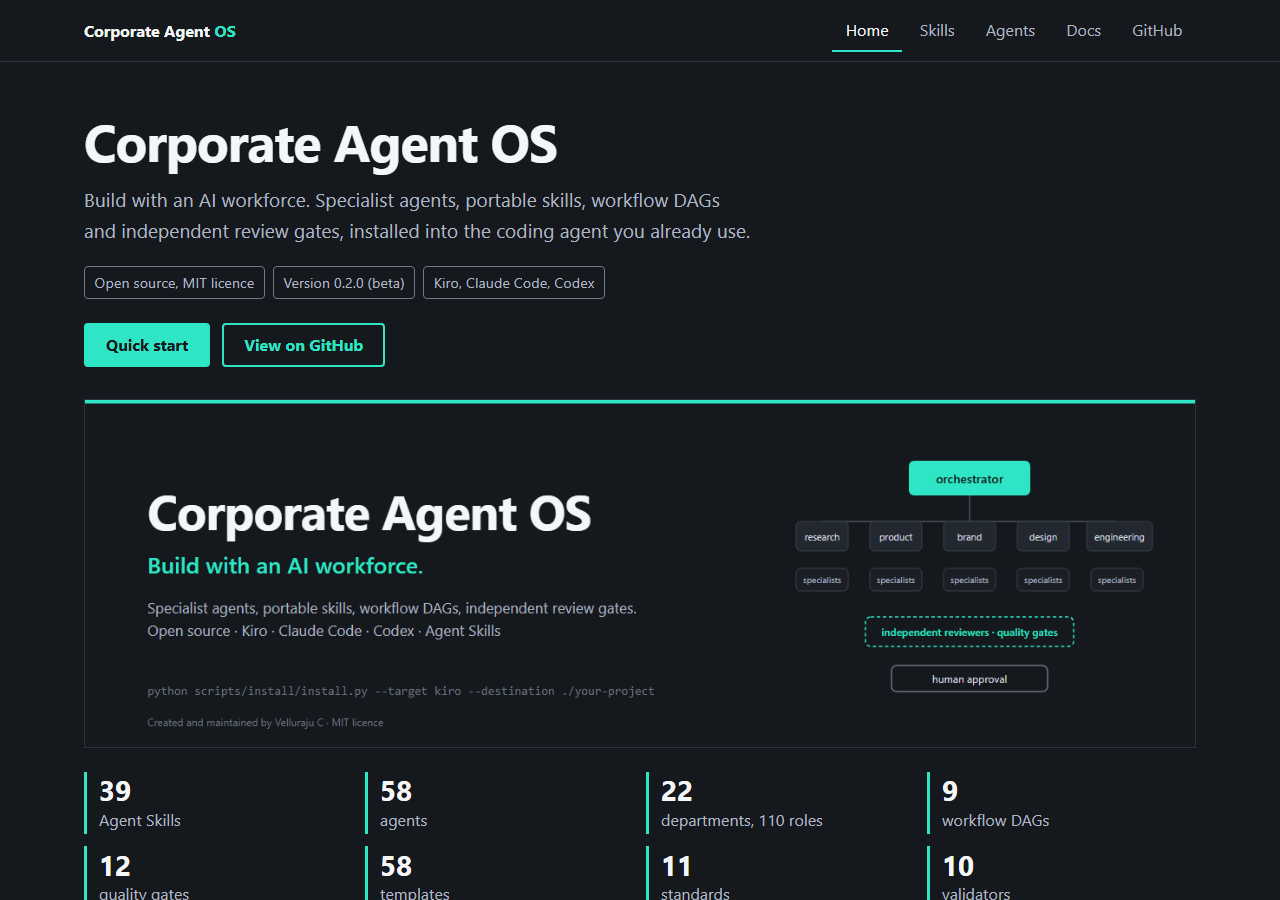 Corporate Agent OS
Home Skills Agents Docs GitHub
Corporate Agent OS
Build with an AI workforce. Specialist agents, portable skills, workflow DAGs
and independent review gates, installed into the coding agent you already use.
Open source, MIT licence Version 0.2.0 (beta) Kiro, Claude Code, Codex
Quick start View on GitHub
Corporate Agent OS
Build with an AI workforce.
Specialist agents, portable skills, workflow DAGs, independent review gates.
Open source · Kiro · Claude Code · Codex · Agent Skills
python scripts/install/install.py --target kiro --destination ./your-project
Created and maintained by Velluraju C · MIT licence
orchestrator
research product brand design engineering
specialists specialists specialists specialists specialists
independent reviewers · quality gates
human approval
39 58 22 9
Agent Skills agents departments, 110 roles workflow DAGs
12 58 11 10
quality gates templates standards validators